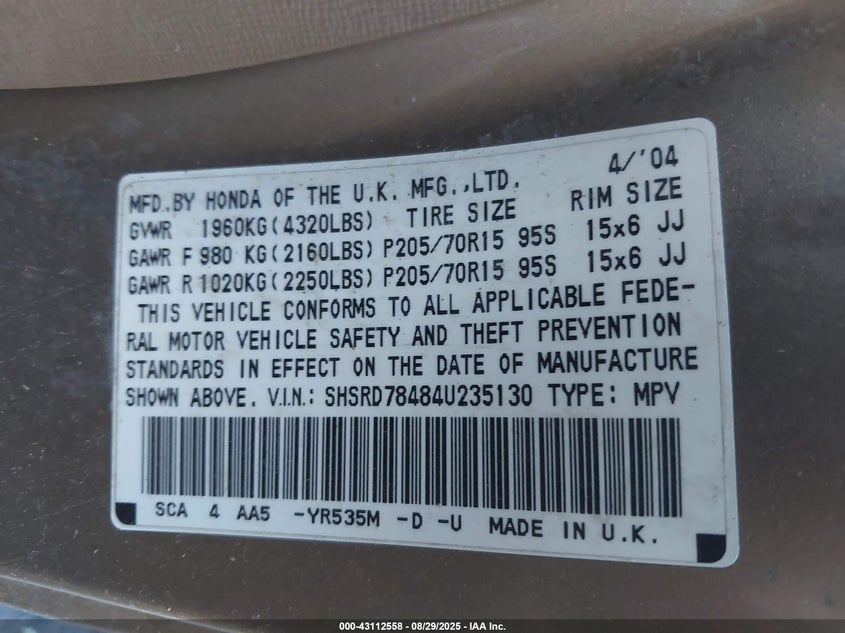 MFD.BY HONDA OF THE U.K. MFG.,LTD. 4/'04
GVWR 1960KG(4320LBS) TIRE SIZE RIM SIZE
GAWR F 980 KG(2160LBS) P205/70R15 95S 15x6 JJ
GAWR R 1020KG(2250LBS) P205/70R15 95S 15x6 JJ
THIS VEHICLE CONFORMS TO ALL APPLICABLE FEDE-
RAL MOTOR VEHICLE SAFETY AND THEFT PREVENTION
STANDARDS IN EFFECT ON THE DATE OF MANUFACTURE
SHOWN ABOVE. V.I.N.: SHSRD78484U235130 TYPE: MPV
SCA 4 AA5 -YR535M -D -U MADE IN U.K.
000-43112558 - 08/29/2025 - IAA Inc.